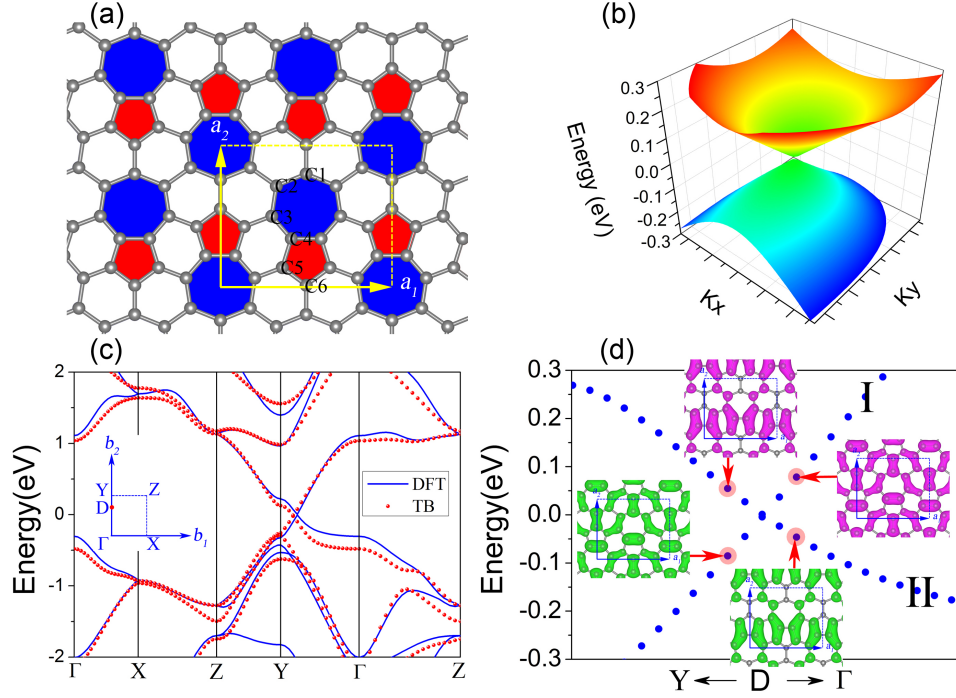 (a)
a2
C1
C2
C3
C4
C5
C6
a1
(b)
Energy (eV)
0.3
0.2
0.1
0.0
-0.1
-0.2
-0.3
Kx
Ky
(c)
Energy(eV)
2
1
0
-1
-2
b2
Y
Z
D
Γ
X
b1
DFT
TB
Γ X Z Y Γ Z
(d)
Energy (eV)
0.3
0.2
0.1
0.0
-0.1
-0.2
-0.3
I
II
Y D Γ